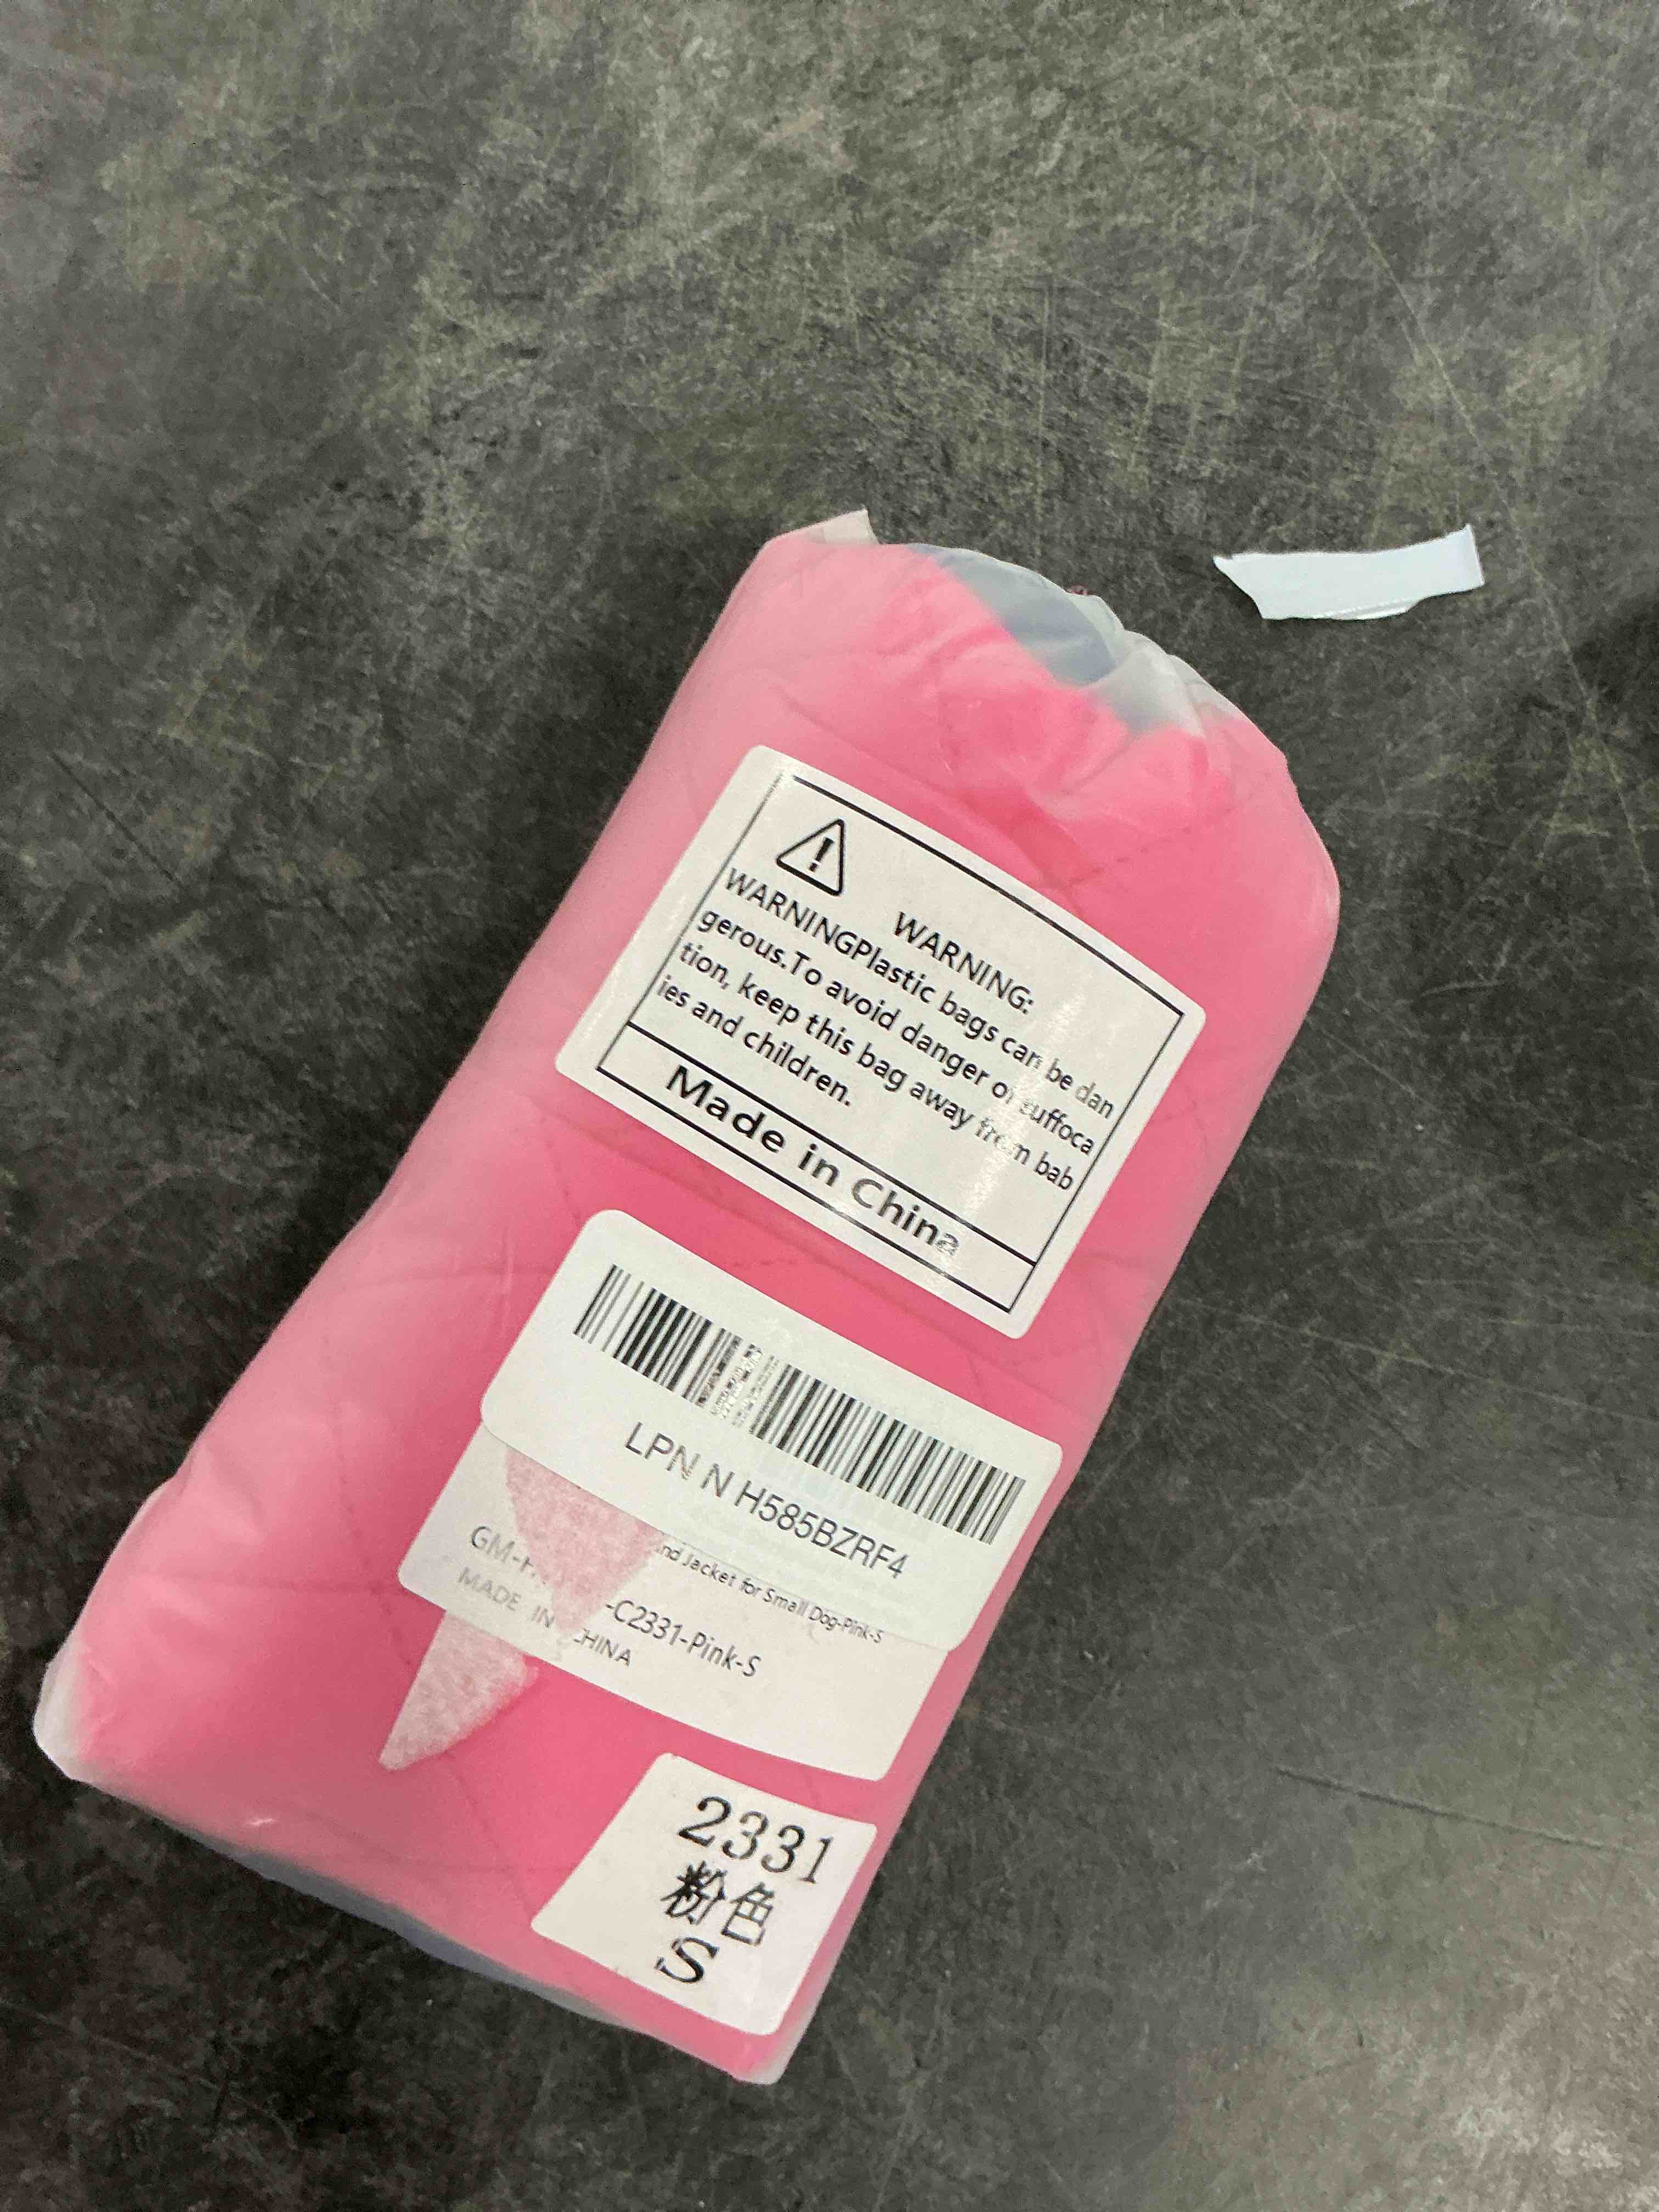 WARNING:
WARNINGPlastic bags can be dan
gerous.To avoid danger of suffoca
tion, keep this bag away from bab
ies and children.
Made in China
LPN N H585BZRF4
Jacket for Small Dog-Pink-S
-C2331-Pink-S
MADE IN CHINA
2331
粉色
S